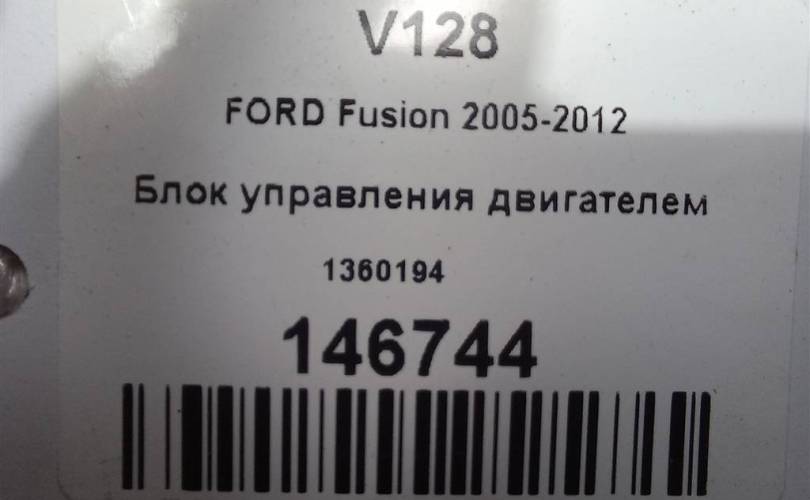 V128
FORD Fusion 2005-2012
Блок управления двигателем
1360194
146744